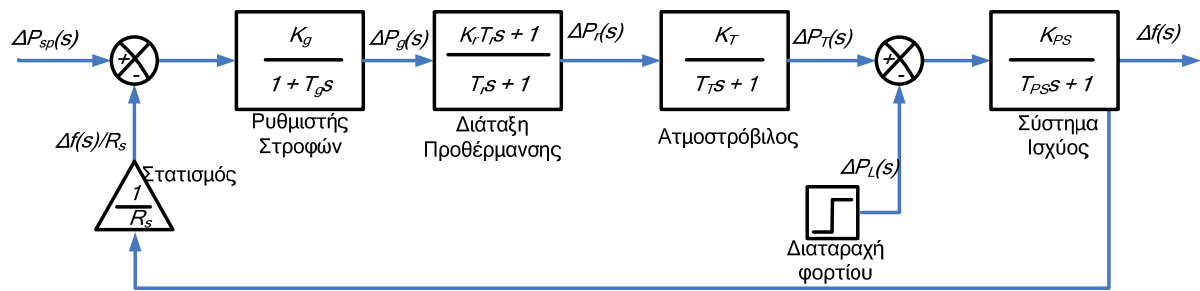 ΔPsp(s)
+
-
Kg
1 + Tgs
Ρυθμιστής
Στροφών
ΔPg(s)
KrTrs + 1
Trs + 1
Διάταξη
Προθέρμανσης
ΔPr(s)
KT
TTs + 1
Ατμοστρόβιλος
ΔPT(s)
+
-
KPS
TPSs + 1
Σύστημα
Ισχύος
Δf(s)
Δf(s)/Rs
Στατισμός
1
Rs
ΔPL(s)
Διαταραχή
φορτίου